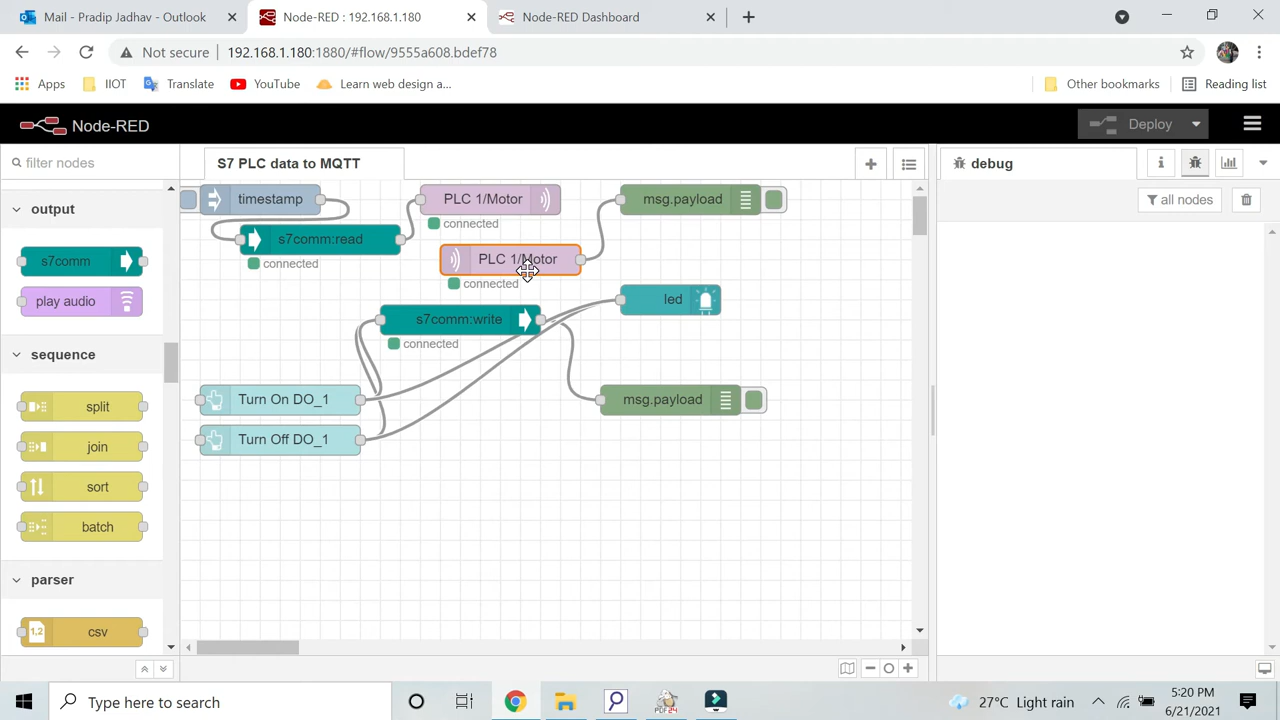 Mail - Pradip Jadhav - Outlook
Node-RED : 192.168.1.180
Node-RED Dashboard
Not secure
192.168.1.180:1880/#flow/9555a608.bdef78
Apps
IIOT
Translate
YouTube
Learn web design a...
Other bookmarks
Reading list
Node-RED
Deploy
filter nodes
S7 PLC data to MQTT
debug
all nodes
output
s7comm
play audio
sequence
split
join
sort
batch
parser
1,2
csv
timestamp
PLC 1/Motor
connected
msg.payload
s7comm:read
connected
PLC 1/Motor
connected
led
s7comm:write
connected
Turn On DO_1
msg.payload
Turn Off DO_1
Type here to search
27°C Light rain
5:20 PM
6/21/2021